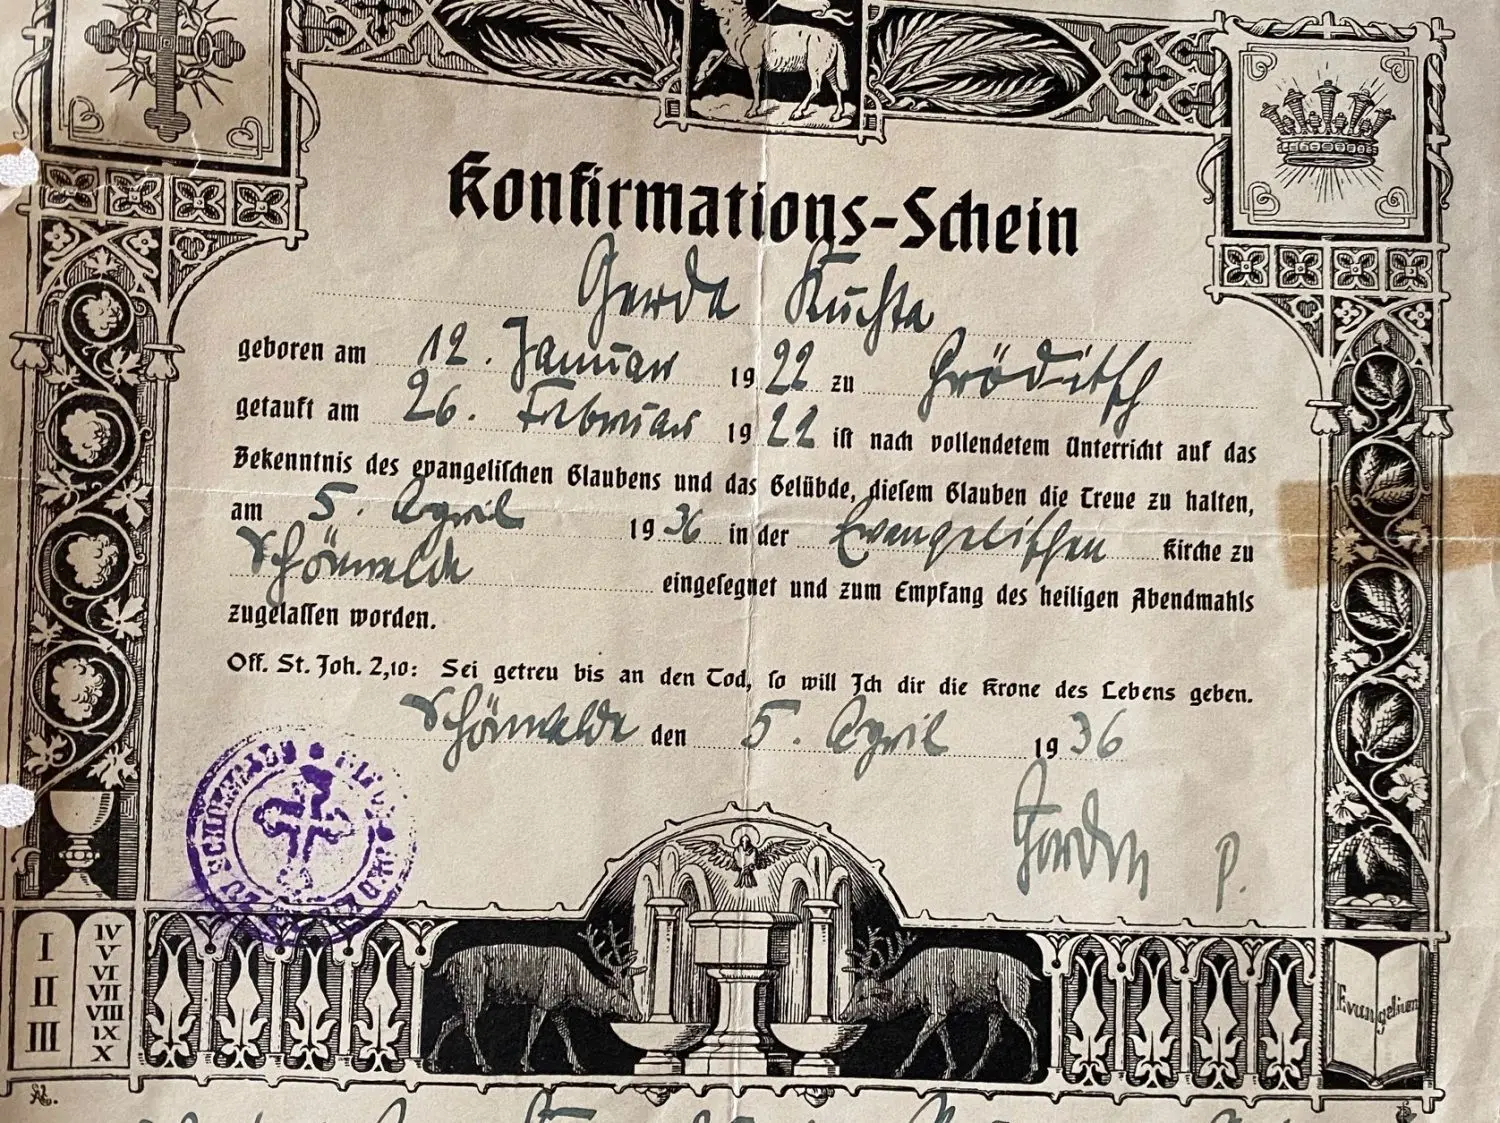 Konfirmations-Schein
Gerda Kuchta
geboren am 12. Januar 1922 zu Gröditsch
getauft am 26. Februar 1922 ist nach vollendetem Unterricht auf das
Bekenntnis des evangelischen Glaubens und das Gelübde, diesem Glauben die Treue zu halten,
am 5. April 1936 in der Evangelischen Kirche zu
Schönwalde eingesegnet und zum Empfang des heiligen Abendmahls
zugelassen worden.
Off. St. Joh. 2,10: Sei getreu bis an den Tod, so will Ich dir die Krone des Lebens geben.
Schönwalde den 5. April 1936
P.
I
II
III
IV
V
VI
VII
VIII
IX
X
Evangelium